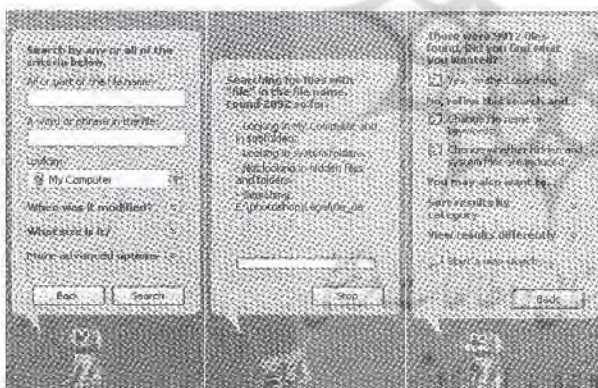 Search by any or all of the
criteria below.
All or part of the file name:
A word or phrase in the file:
Look in:
My Computer
When was it modified?
What size is it?
More advanced options
Back
Search
Searching for files with
"file" in the file name.
Found 2092 so far.
- Looking in My Computer and
in subfolders.
- Looking in system folders.
- Not looking in hidden files
and folders.
- Searching
Stop
There were 9912 files
found. Did you find what
you wanted?
Yes, finished searching
No, refine this search and...
Change file name or
keywords
Change whether hidden and
system files are included
You may also want to...
Sort results by
category
View results differently
Start a new search
Back